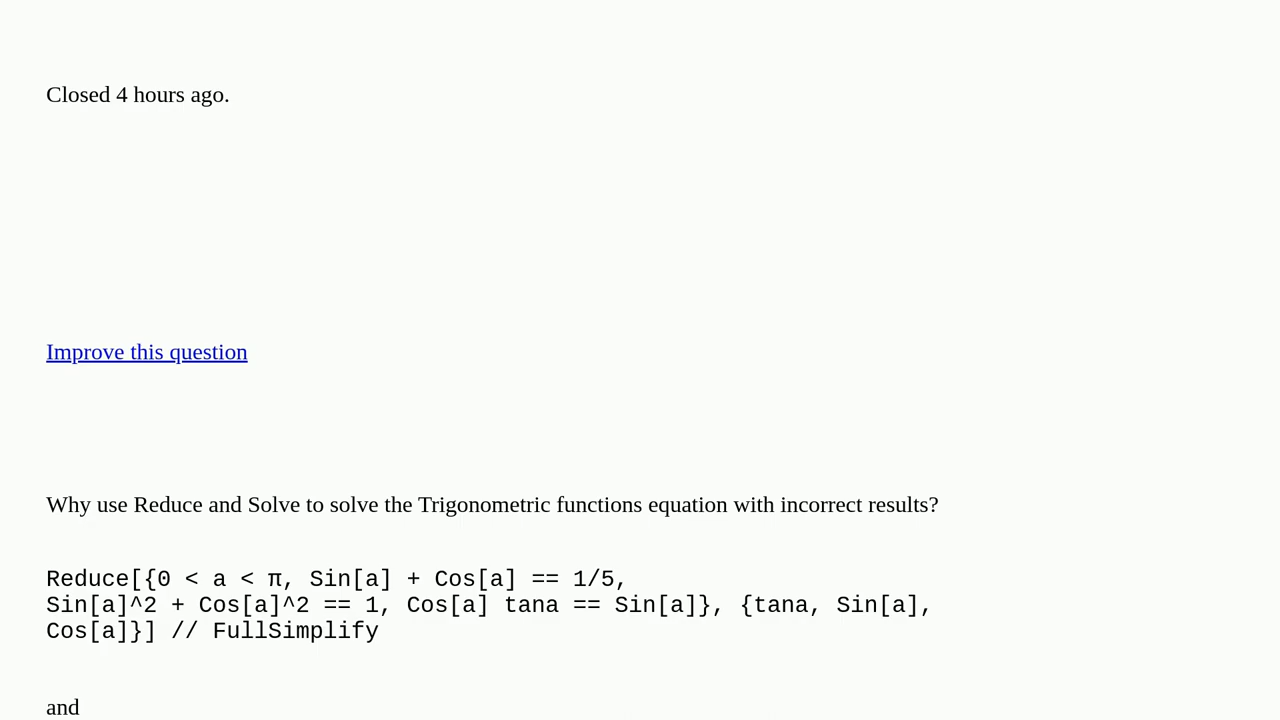 Closed 4 hours ago.
Improve this question
Why use Reduce and Solve to solve the Trigonometric functions equation with incorrect results?
Reduce[{0 < a < π, Sin[a] + Cos[a] == 1/5,
Sin[a]^2 + Cos[a]^2 == 1, Cos[a] tana == Sin[a]}, {tana, Sin[a],
Cos[a]}] // FullSimplify
and